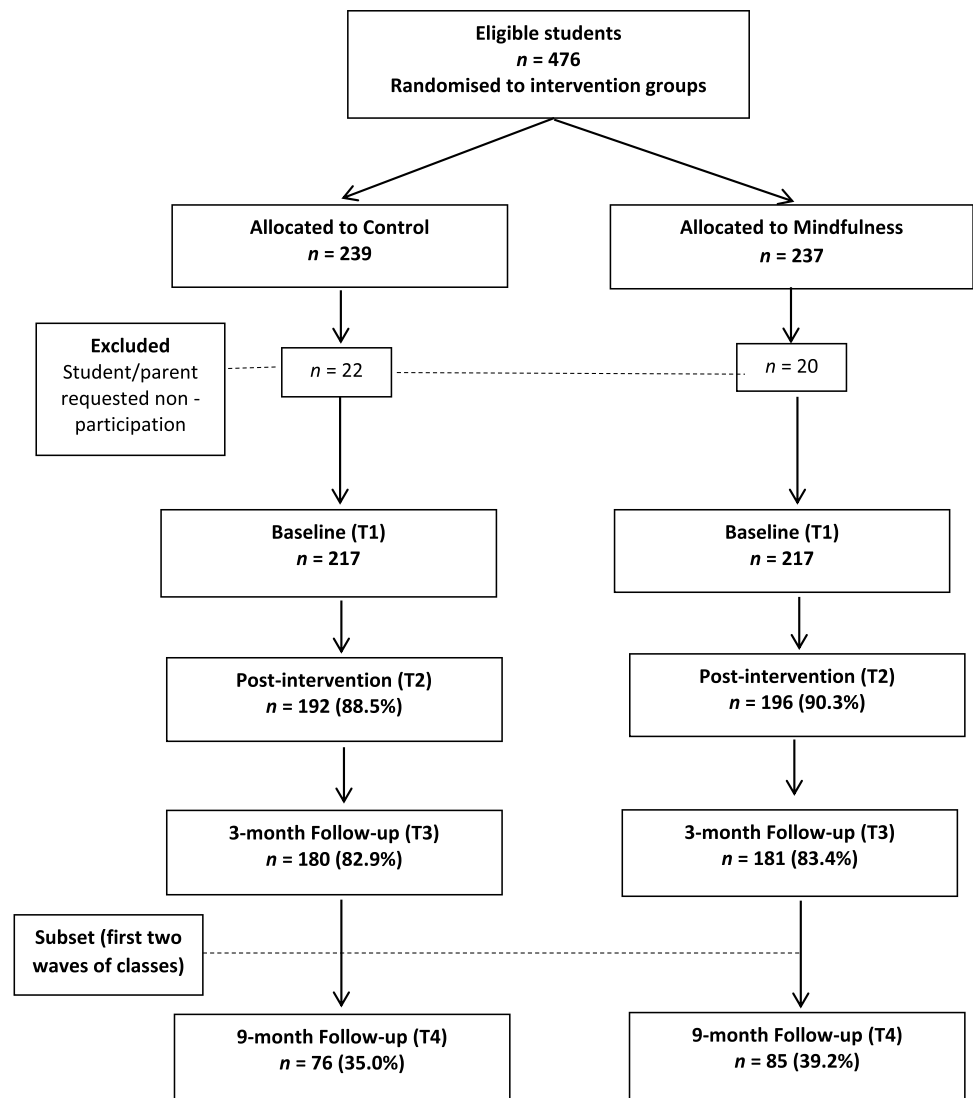 Eligible students
n = 476
Randomised to intervention groups
Allocated to Control
n = 239
Allocated to Mindfulness
n = 237
Excluded
Student/parent
requested non -
participation
n = 22
n = 20
Baseline (T1)
n = 217
Baseline (T1)
n = 217
Post-intervention (T2)
n = 192 (88.5%)
Post-intervention (T2)
n = 196 (90.3%)
3-month Follow-up (T3)
n = 180 (82.9%)
3-month Follow-up (T3)
n = 181 (83.4%)
Subset (first two
waves of classes)
9-month Follow-up (T4)
n = 76 (35.0%)
9-month Follow-up (T4)
n = 85 (39.2%)